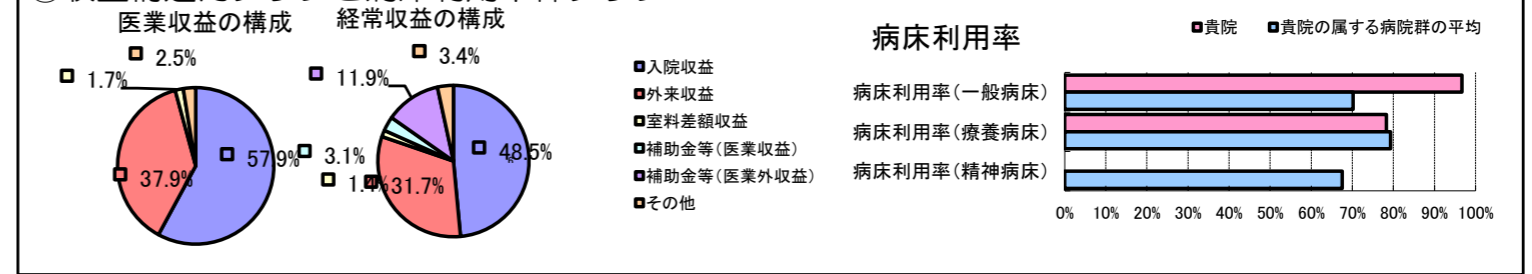 医業収益の構成
2.5%
1.7%
57.9%
37.9%
経常収益の構成
3.4%
11.9%
48.5%
3.1%
1.4%
31.7%
入院収益
外来収益
室料差額収益
補助金等(医業収益)
補助金等(医業外収益)
その他
病床利用率
貴院 貴院の属する病院群の平均
病床利用率(一般病床)
病床利用率(療養病床)
病床利用率(精神病床)
0% 10% 20% 30% 40% 50% 60% 70% 80% 90% 100%